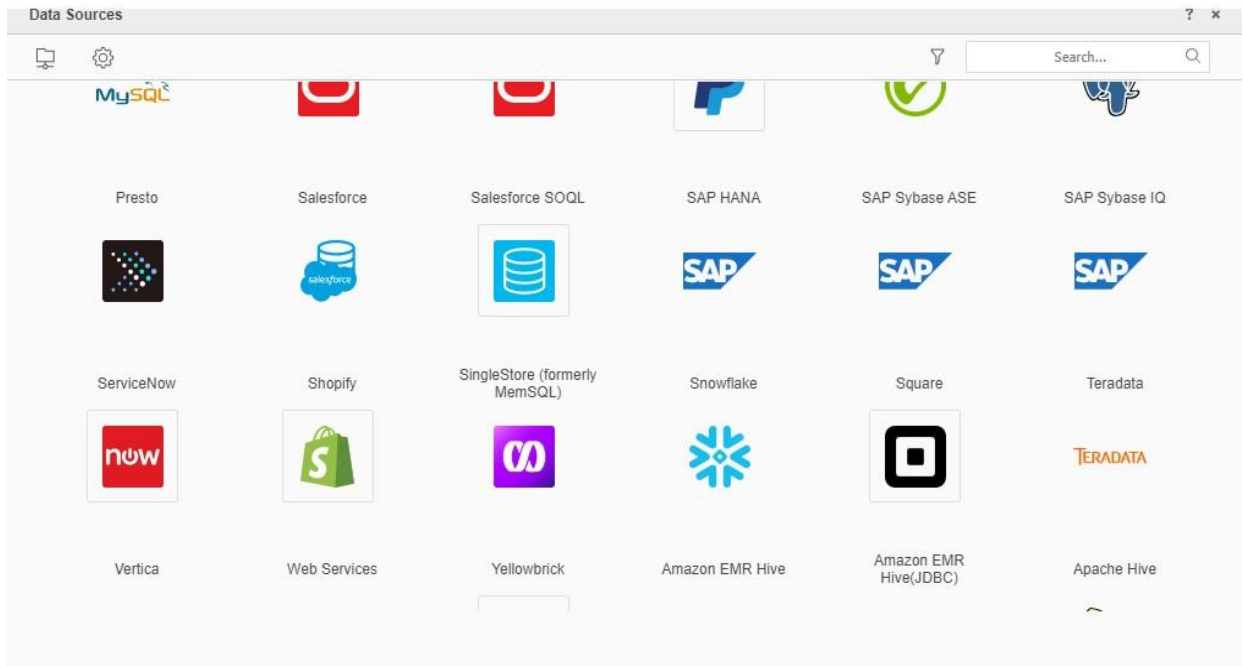 Data Sources
? ×
Search...
MySQL
Presto
Salesforce
Salesforce SOQL
SAP HANA
SAP Sybase ASE
SAP Sybase IQ
salesforce
SAP
SAP
SAP
ServiceNow
Shopify
SingleStore (formerly
MemSQL)
Snowflake
Square
Teradata
now
S
TERADATA
Vertica
Web Services
Yellowbrick
Amazon EMR Hive
Amazon EMR
Hive(JDBC)
Apache Hive